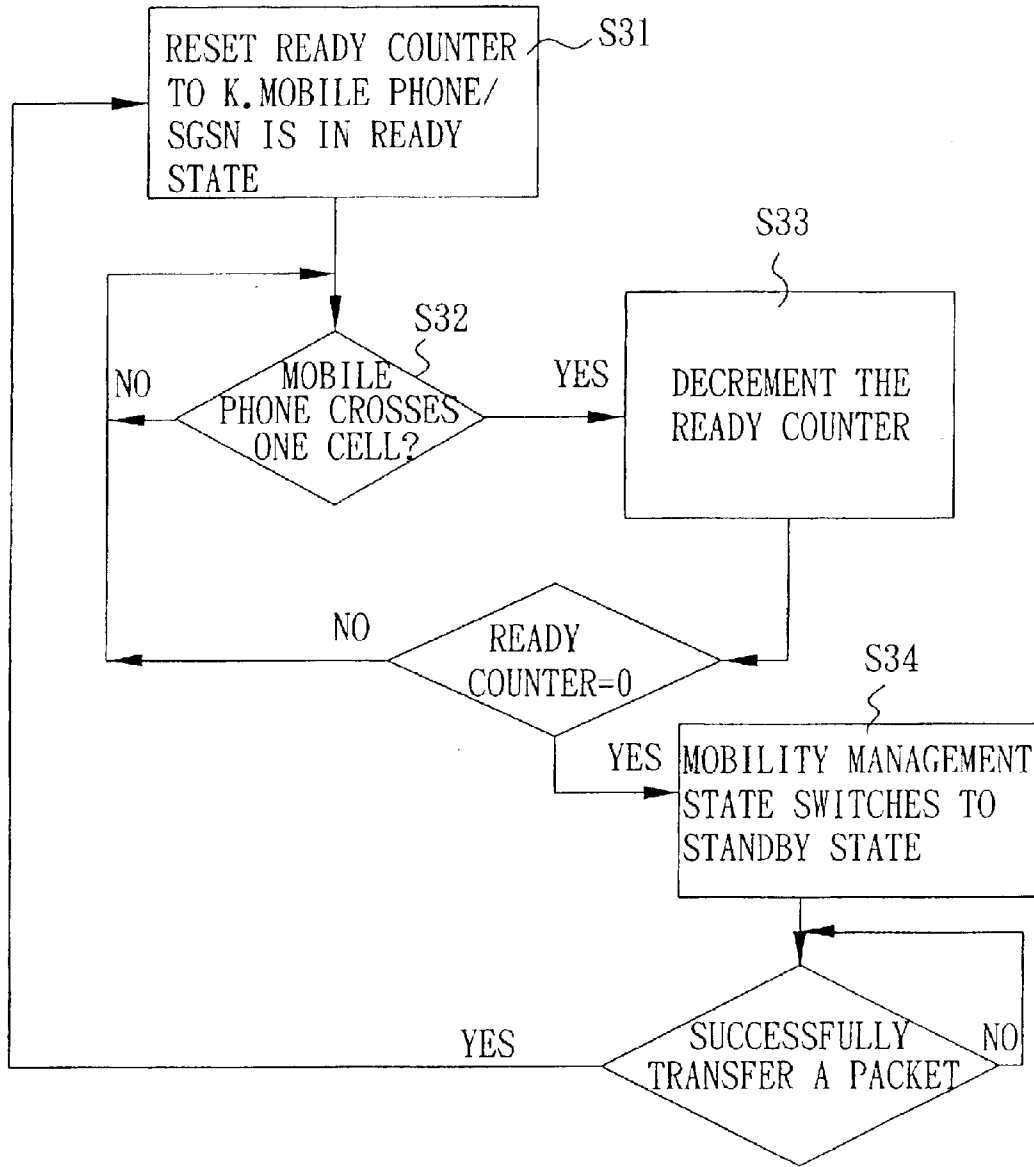 S31
RESET READY COUNTER
TO K.MOBILE PHONE/
SGSN IS IN READY
STATE
S32
MOBILE
PHONE CROSSES
ONE CELL?
NO
YES
S33
DECREMENT THE
READY COUNTER
READY
COUNTER=0
NO
YES
S34
MOBILITY MANAGEMENT
STATE SWITCHES TO
STANDBY STATE
SUCCESSFULLY
TRANSFER A PACKET
YES
NO